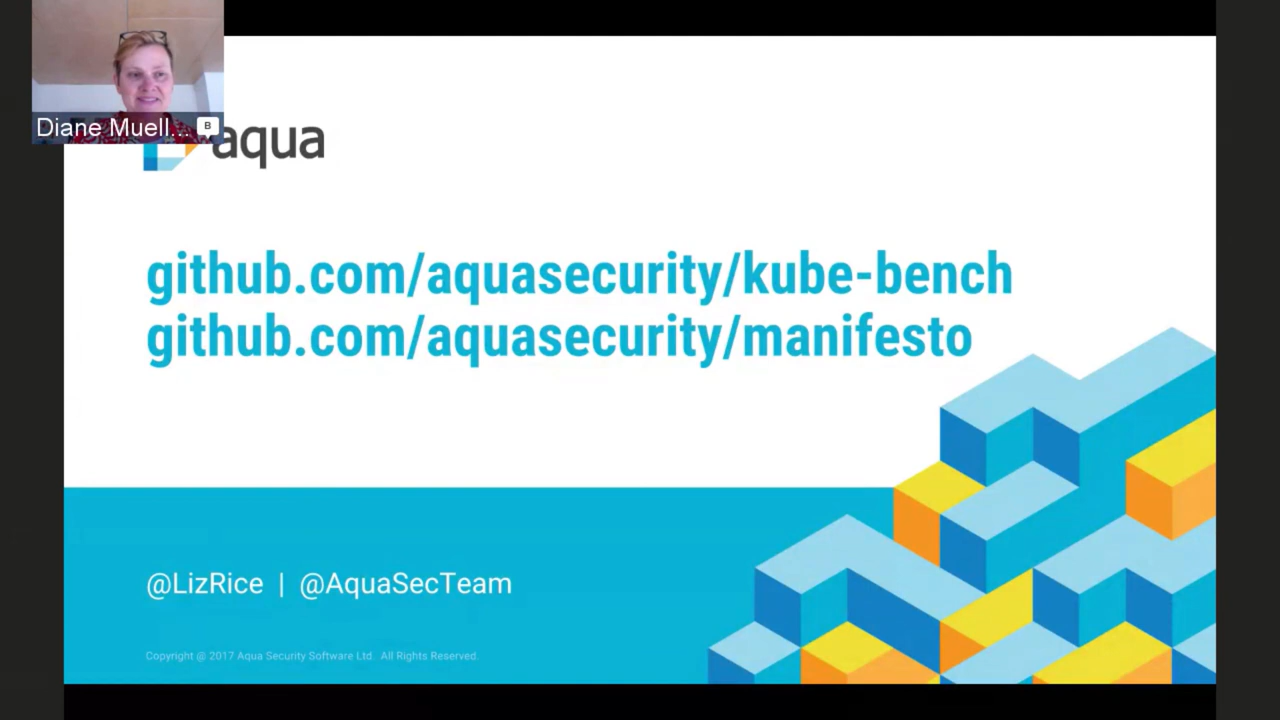 Diane Muell...
B
aqua
github.com/aquasecurity/kube-bench
github.com/aquasecurity/manifesto
@LizRice | @AquaSecTeam
Copyright @ 2017 Aqua Security Software Ltd. All Rights Reserved.